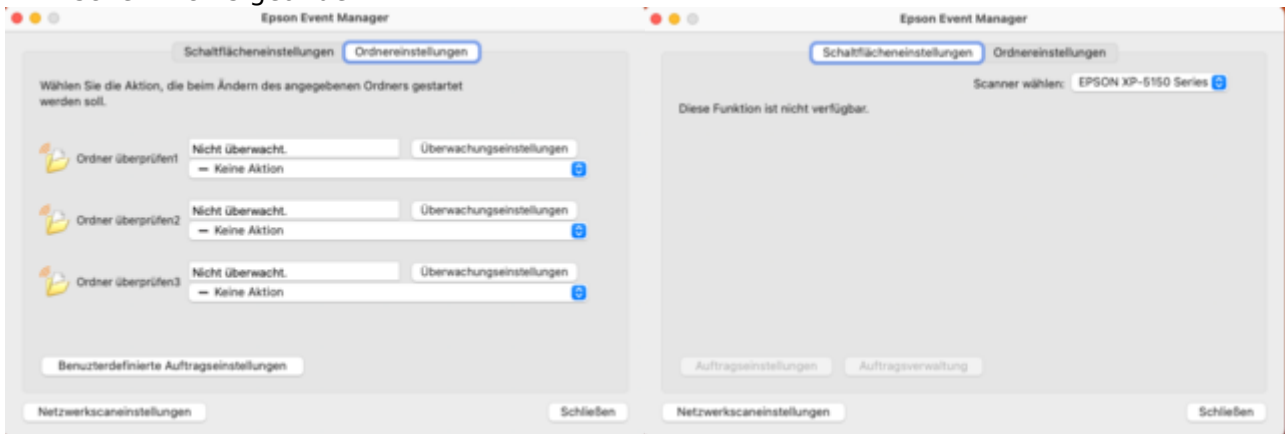 Epson Event Manager
Schaltflächeneinstellungen Ordnereinstellungen
Wählen Sie die Aktion, die beim Ändern des angegebenen Ordners gestartet
werden soll.
Ordner überprüfen1
Nicht überwacht.
Überwachungseinstellungen
— Keine Aktion
Ordner überprüfen2
Nicht überwacht.
Überwachungseinstellungen
— Keine Aktion
Ordner überprüfen3
Nicht überwacht.
Überwachungseinstellungen
— Keine Aktion
Benuzterdefinierte Auftragseinstellungen
Netzwerkscaneinstellungen
Schließen
Epson Event Manager
Schaltflächeneinstellungen Ordnereinstellungen
Scanner wählen: EPSON XP-5150 Series
Diese Funktion ist nicht verfügbar.
Auftragseinstellungen
Auftragsverwaltung
Netzwerkscaneinstellungen
Schließen